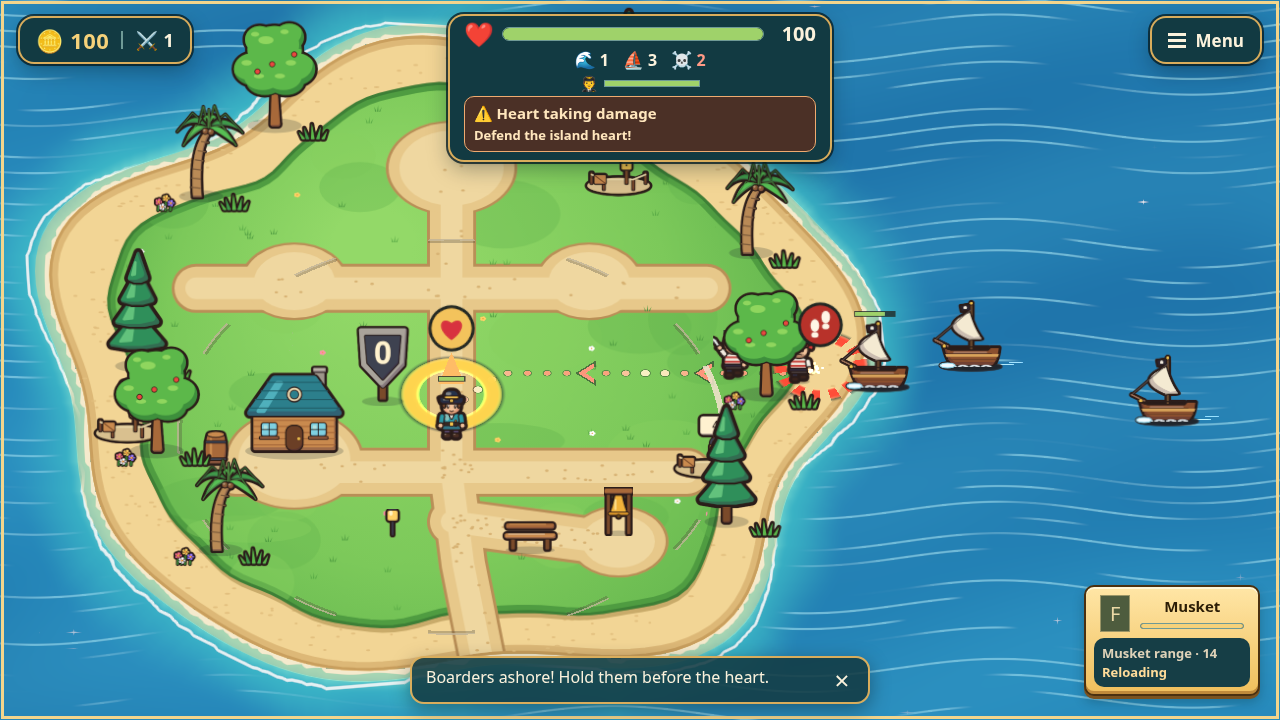 100 1
100
1 3 2
Heart taking damage
Defend the island heart!
Menu
0
F
Musket
Musket range · 14
Reloading
Boarders ashore! Hold them before the heart.